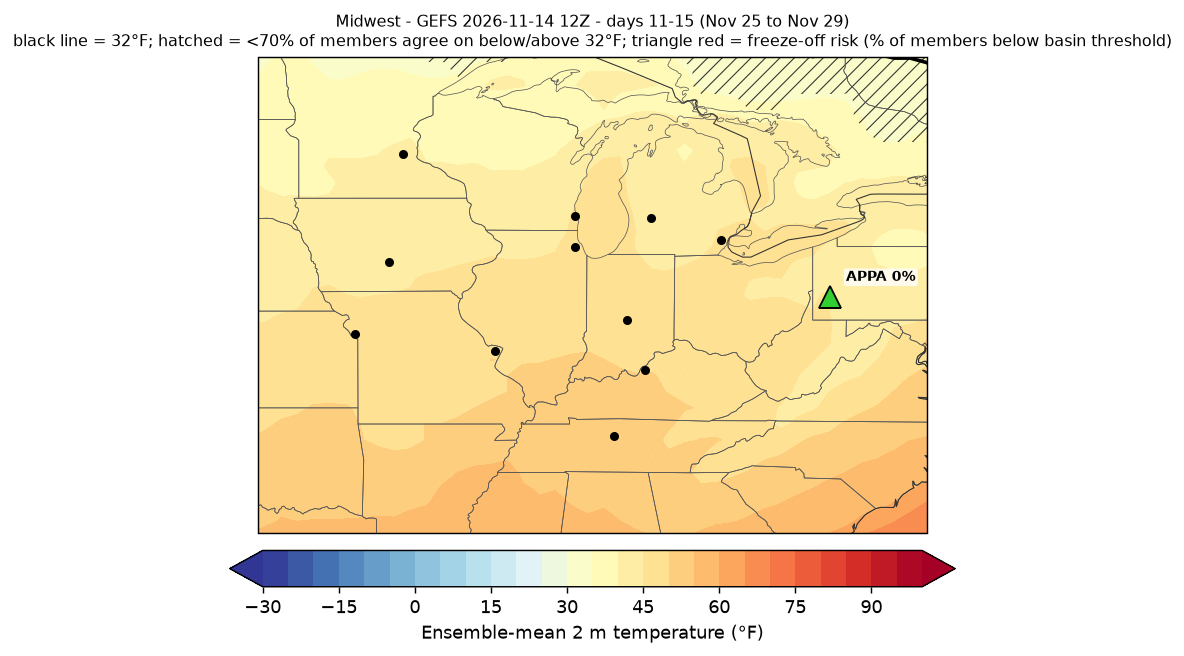 Midwest - GEFS 2026-11-14 12Z - days 11-15 (Nov 25 to Nov 29)
black line = 32°F; hatched = <70% of members agree on below/above 32°F; triangle red = freeze-off risk (% of members below basin threshold)
APPA 0%
−30 −15 0 15 30 45 60 75 90
Ensemble-mean 2 m temperature (°F)